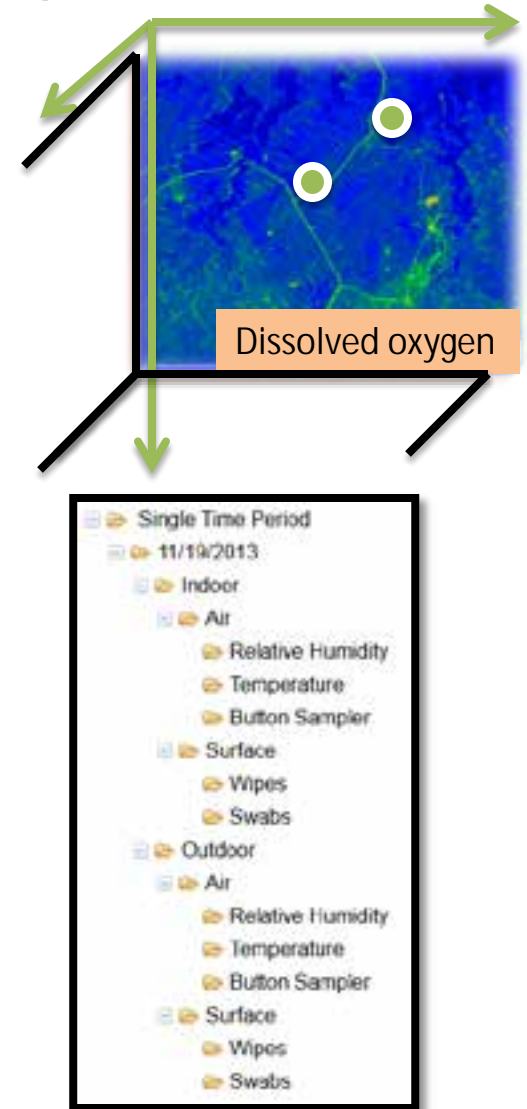 Dissolved oxygen
Single Time Period
11/19/2013
Indoor
Air
Relative Humidity
Temperature
Button Sampler
Surface
Wipes
Swabs
Outdoor
Air
Relative Humidity
Temperature
Button Sampler
Surface
Wipes
Swabs